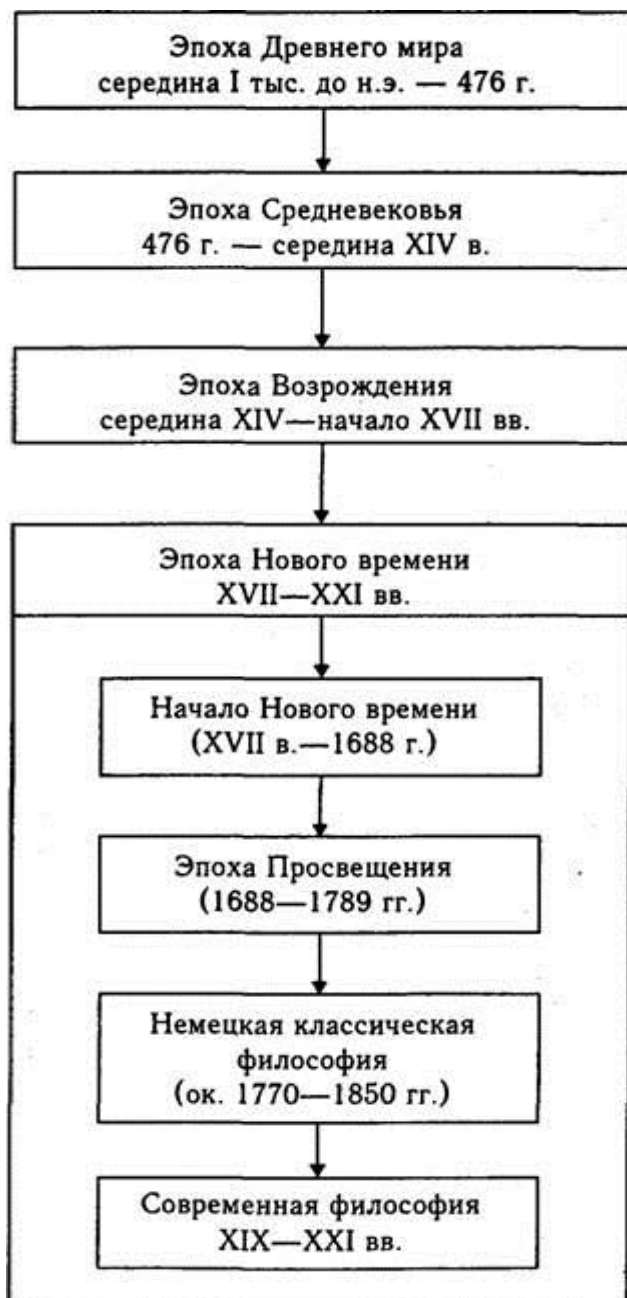 Эпоха Древнего мира
середина I тыс. до н.э. — 476 г.
Эпоха Средневековья
476 г. — середина XIV в.
Эпоха Возрождения
середина XIV—начало XVII вв.
Эпоха Нового времени
XVII—XXI вв.
Начало Нового времени
(XVII в.—1688 г.)
Эпоха Просвещения
(1688—1789 гг.)
Немецкая классическая
философия
(ок. 1770—1850 гг.)
Современная философия
XIX—XXI вв.